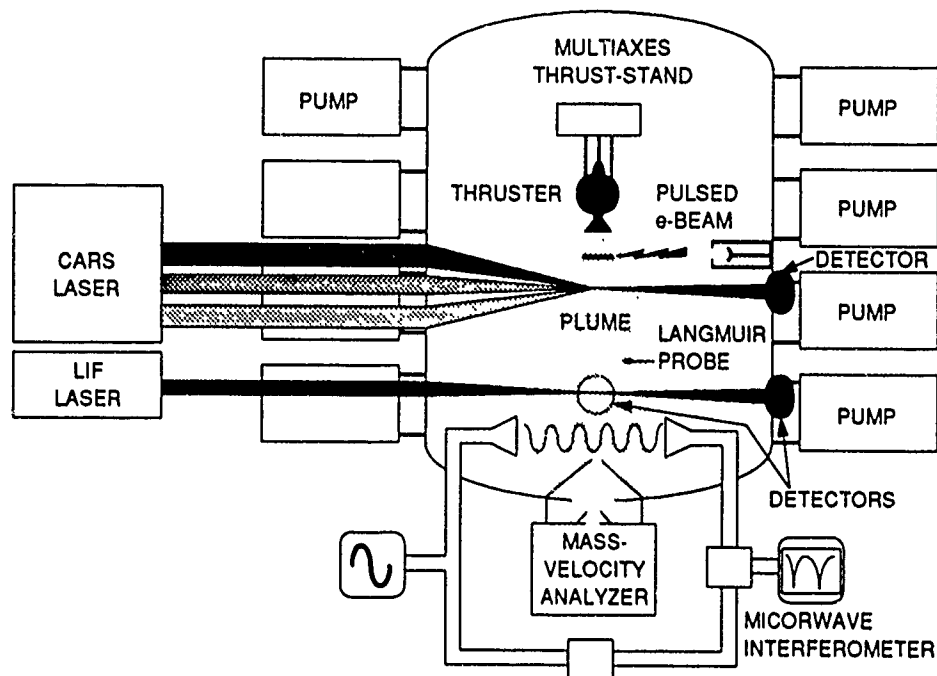 MULTIAXES
THRUST-STAND
PUMP
PUMP
THRUSTER
PULSED
e-BEAM
PUMP
CARS
LASER
DETECTOR
PLUME
LANGMUIR
PROBE
PUMP
LIF
LASER
PUMP
DETECTORS
MASS-
VELOCITY
ANALYZER
MICORWAVE
INTERFEROMETER